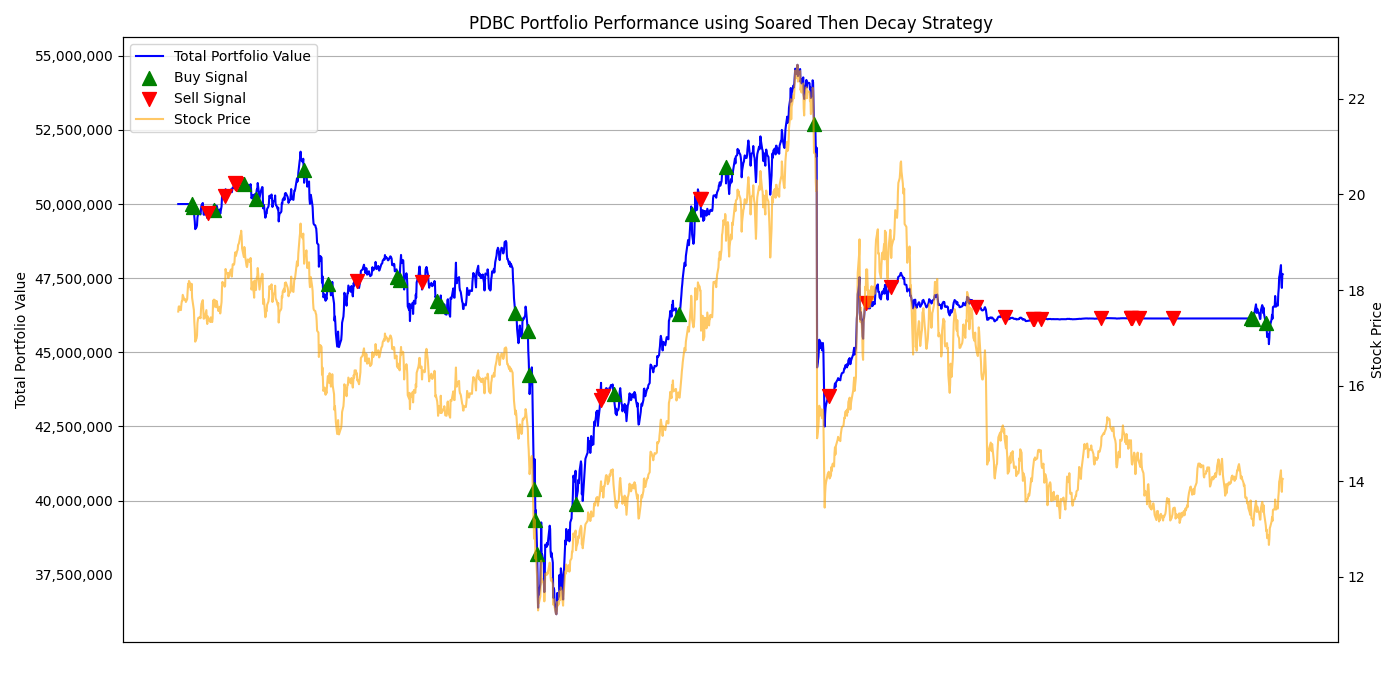 PDBC Portfolio Performance using Soared Then Decay Strategy
Total Portfolio Value
Buy Signal
Sell Signal
Stock Price
55,000,000
52,500,000
50,000,000
47,500,000
45,000,000
42,500,000
40,000,000
37,500,000
Total Portfolio Value
22
20
18
16
14
12
Stock Price